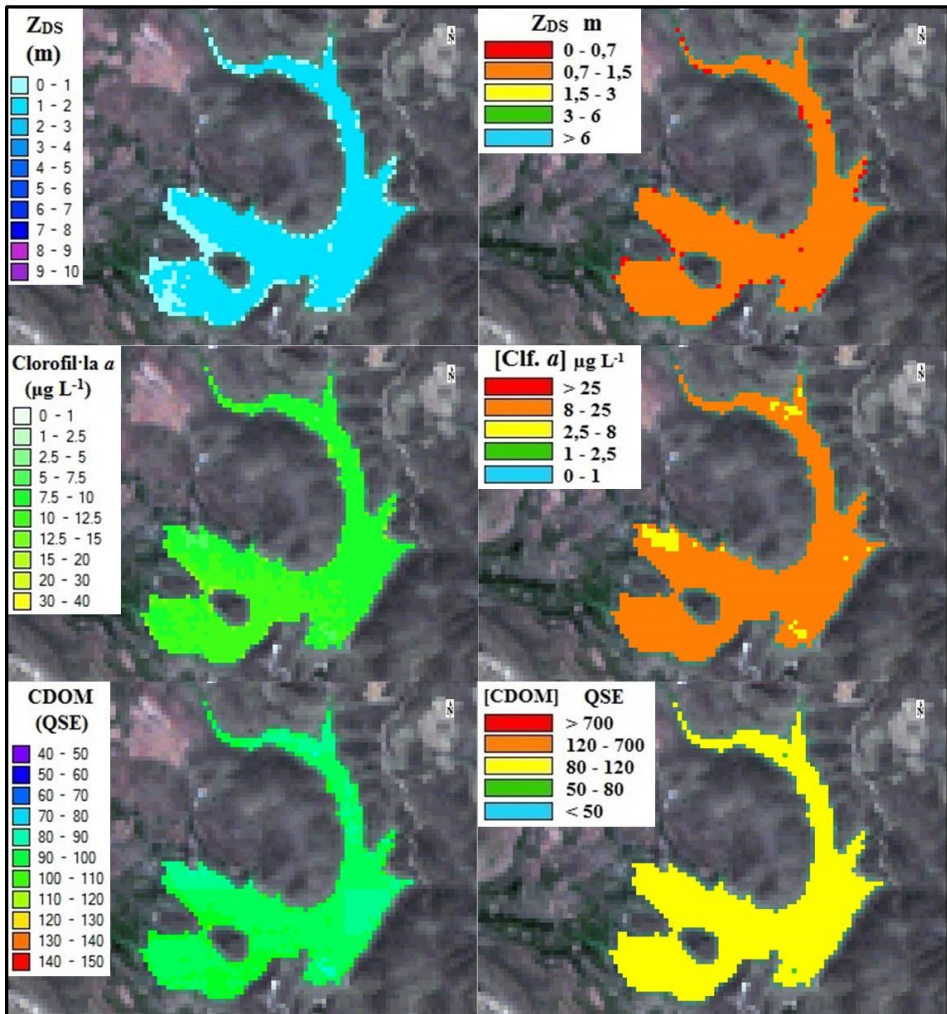 ZDS
(m)
0 - 1
1 - 2
2 - 3
3 - 4
4 - 5
5 - 6
6 - 7
7 - 8
8 - 9
9 - 10
N
ZDS m
0 - 0,7
0,7 - 1,5
1,5 - 3
3 - 6
> 6
N
Clorofil·la a
(µg L-1)
0 - 1
1 - 2.5
2.5 - 5
5 - 7.5
7.5 - 10
10 - 12.5
12.5 - 15
15 - 20
20 - 30
30 - 40
N
[Clf. a] µg L-1
> 25
8 - 25
2,5 - 8
1 - 2,5
0 - 1
N
CDOM
(QSE)
40 - 50
50 - 60
60 - 70
70 - 80
80 - 90
90 - 100
100 - 110
110 - 120
120 - 130
130 - 140
140 - 150
N
[CDOM] QSE
> 700
120 - 700
80 - 120
50 - 80
< 50
N